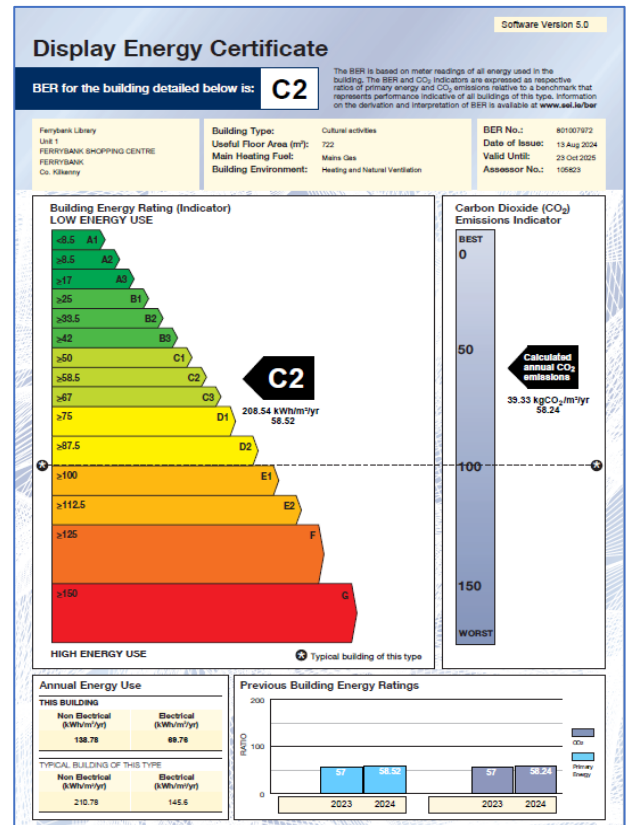 Software Version 5.0
Display Energy Certificate
BER for the building detailed below is:
C2
The BER is based on meter readings of all energy used in the
building. The BER and CO₂ indicators are expressed as respective
ratios of primary energy and CO₂ emissions relative to a benchmark that
represents performance indicative of all buildings of this type. Information
on the derivation and interpretation of BER is available at www.sei.ie/ber
Ferrybank Library
Unit 1
FERRYBANK SHOPPING CENTRE
FERRYBANK
Co. Kilkenny
Building Type: Cultural activities
Useful Floor Area (m²): 722
Main Heating Fuel: Mains Gas
Building Environment: Heating and Natural Ventilation
BER No.: 801007972
Date of Issue: 13 Aug 2024
Valid Until: 23 Oct 2025
Assessor No.: 105823
Building Energy Rating (Indicator)
LOW ENERGY USE
<8.5 A1
≥8.5 A2
≥17 A3
≥25 B1
≥33.5 B2
≥42 B3
≥50 C1
≥58.5 C2
≥67 C3
≥75 D1
≥87.5 D2
≥100 E1
≥112.5 E2
≥125 F
≥150 G
C2
208.54 kWh/m²/yr
58.52
HIGH ENERGY USE
Typical building of this type
Carbon Dioxide (CO₂)
Emissions Indicator
BEST
0
50
100
150
WORST
Calculated
annual CO₂
emissions
39.33 kgCO₂/m²/yr
58.24
Annual Energy Use
THIS BUILDING
Non Electrical Electrical
(kWh/m²/yr) (kWh/m²/yr)
138.78 69.76
TYPICAL BUILDING OF THIS TYPE
Non Electrical Electrical
(kWh/m²/yr) (kWh/m²/yr)
210.78 145.6
Previous Building Energy Ratings
RATIO
200
100
0
57 58.52 57 58.24
2023 2024 2023 2024
CO₂
Primary
Energy